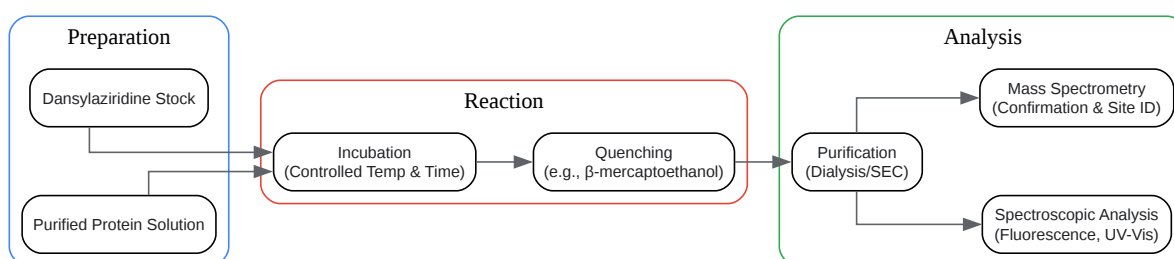 Preparation
Dansylaziridine Stock
Purified Protein Solution
Reaction
Incubation
(Controlled Temp & Time)
Quenching
(e.g., β-mercaptoethanol)
Analysis
Purification
(Dialysis/SEC)
Mass Spectrometry
(Confirmation & Site ID)
Spectroscopic Analysis
(Fluorescence, UV-Vis)